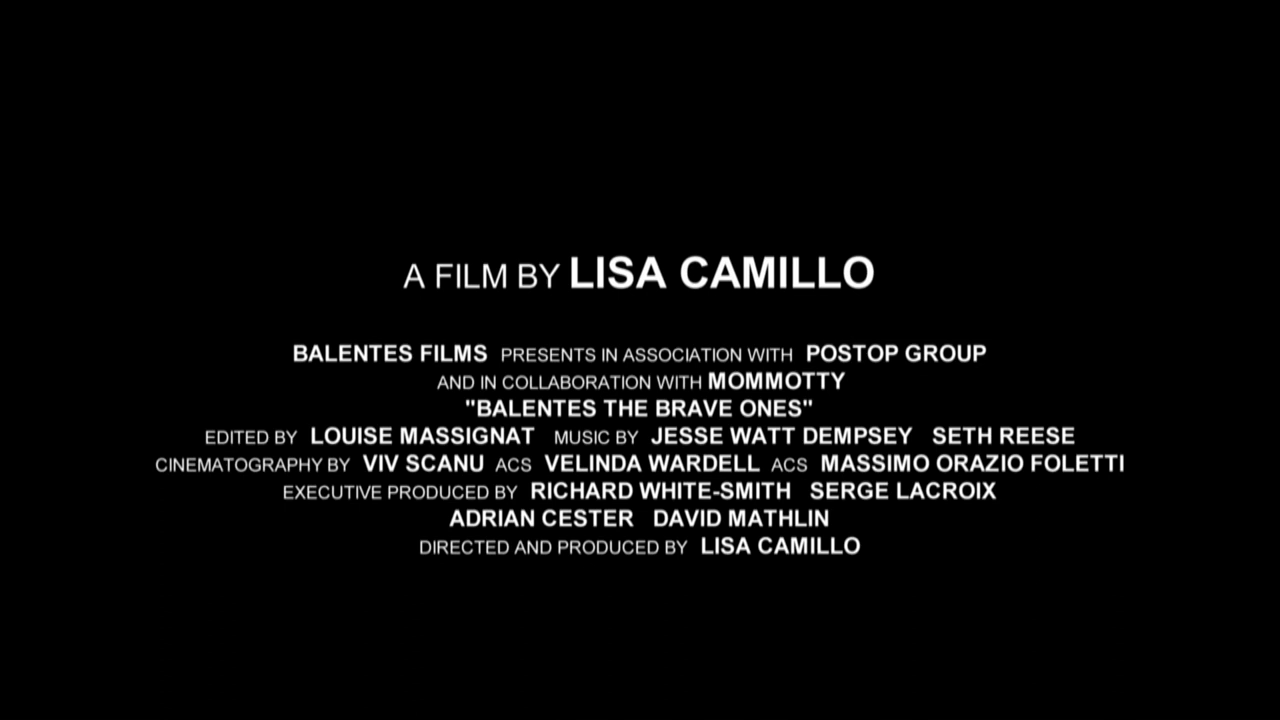 A FILM BY LISA CAMILLO
BALENTES FILMS PRESENTS IN ASSOCIATION WITH POSTOP GROUP
AND IN COLLABORATION WITH MOMMOTTY
"BALENTES THE BRAVE ONES"
EDITED BY LOUISE MASSIGNAT MUSIC BY JESSE WATT DEMPSEY SETH REESE
CINEMATOGRAPHY BY VIV SCANU ACS VELINDA WARDELL ACS MASSIMO ORAZIO FOLETTI
EXECUTIVE PRODUCED BY RICHARD WHITE-SMITH SERGE LACROIX
ADRIAN CESTER DAVID MATHLIN
DIRECTED AND PRODUCED BY LISA CAMILLO